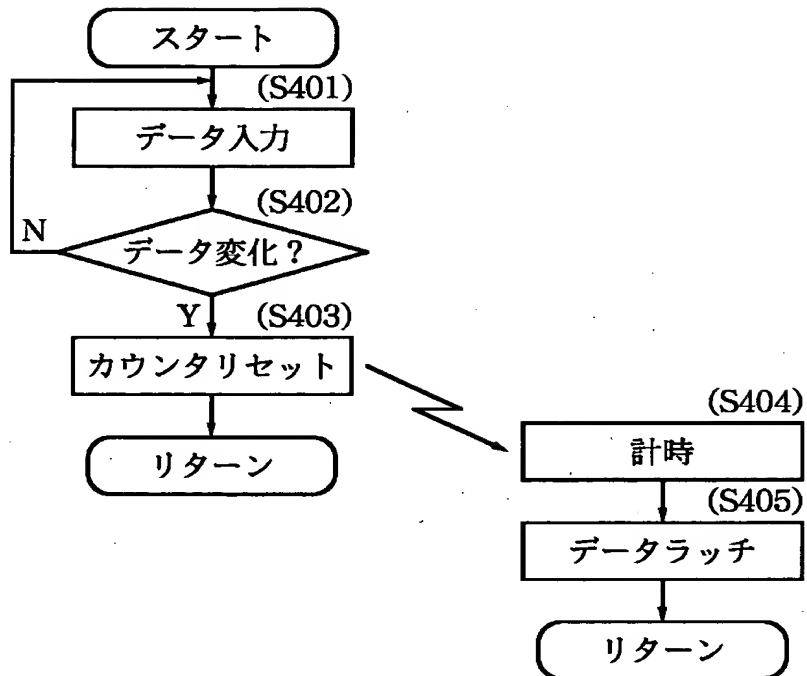 スタート
(S401)
データ入力
(S402)
N
データ変化?
Y
(S403)
カウンタリセット
リターン
(S404)
計時
(S405)
データラッチ
リターン